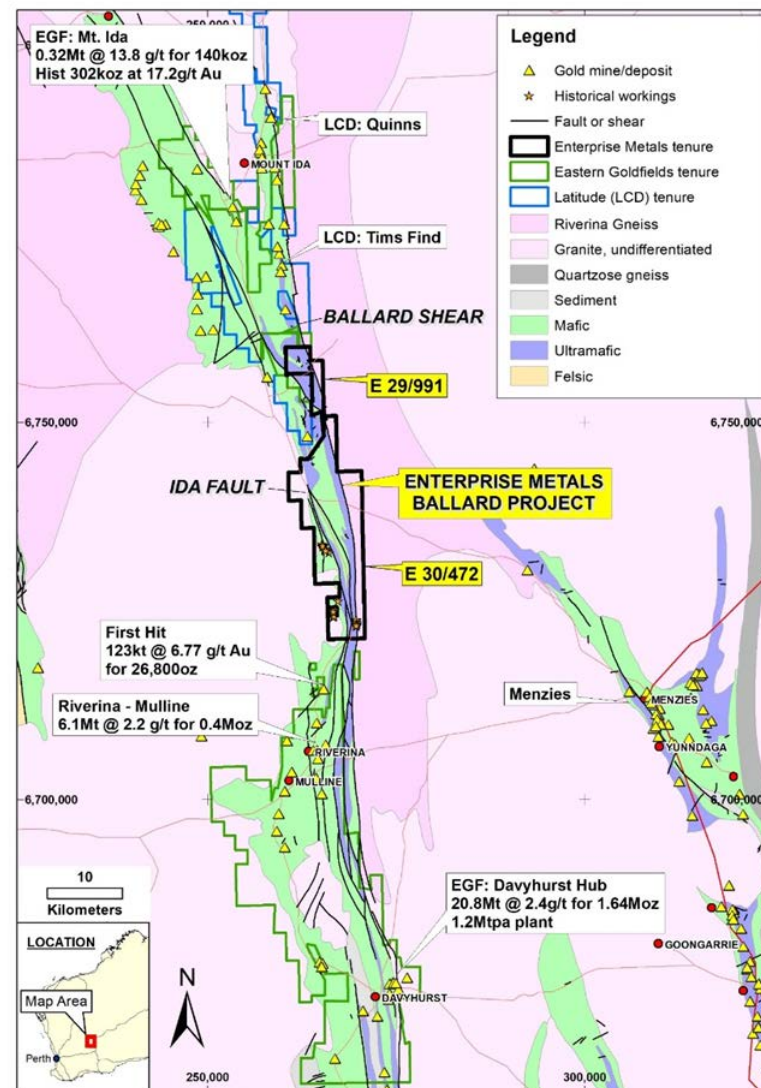 250,000
EGF: Mt. Ida
0.32Mt @ 13.8 g/t for 140koz
Hist 302koz at 17.2g/t Au
LCD: Quinns
MOUNT IDA
LCD: Tims Find
BALLARD SHEAR
E 29/991
6,750,000
6,750,000
IDA FAULT
ENTERPRISE METALS
BALLARD PROJECT
E 30/472
First Hit
123kt @ 6.77 g/t Au
for 26,800oz
Riverina - Mulline
6.1Mt @ 2.2 g/t for 0.4Moz
RIVERINA
MULLINE
Menzies
MENZIES
YUNNDAGA
6,700,000
6,700,000
EGF: Davyhurst Hub
20.8Mt @ 2.4g/t for 1.64Moz
1.2Mtpa plant
GOONGARRIE
DAVYHURST
10
Kilometers
LOCATION
Map Area
Perth
N
250,000
300,000
Legend
Gold mine/deposit
Historical workings
Fault or shear
Enterprise Metals tenure
Eastern Goldfields tenure
Latitude (LCD) tenure
Riverina Gneiss
Granite, undifferentiated
Quartzose gneiss
Sediment
Mafic
Ultramafic
Felsic